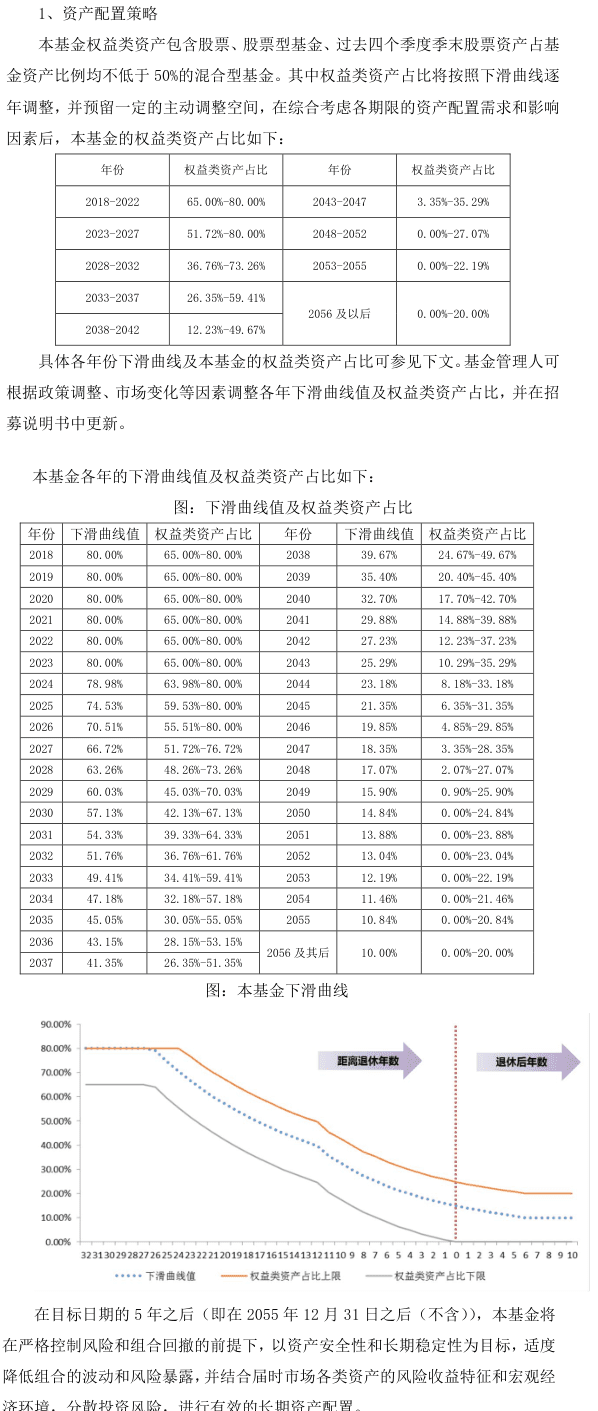 1、资产配置策略
本基金权益类资产包含股票、股票型基金、过去四个季度季末股票资产占基
金资产比例均不低于 50%的混合型基金。其中权益类资产占比将按照下滑曲线逐
年调整，并预留一定的主动调整空间，在综合考虑各期限的资产配置需求和影响
因素后，本基金的权益类资产占比如下：
年份 权益类资产占比 年份 权益类资产占比
2018-2022 65.00%-80.00% 2043-2047 3.35%-35.29%
2023-2027 51.72%-80.00% 2048-2052 0.00%-27.07%
2028-2032 36.76%-73.26% 2053-2055 0.00%-22.19%
2033-2037 26.35%-59.41% 2056 及以后 0.00%-20.00%
2038-2042 12.23%-49.67%
具体各年份下滑曲线及本基金的权益类资产占比可参见下文。基金管理人可
根据政策调整、市场变化等因素调整各年下滑曲线值及权益类资产占比，并在招
募说明书中更新。
本基金各年的下滑曲线值及权益类资产占比如下：
图：下滑曲线值及权益类资产占比
年份 下滑曲线值 权益类资产占比 年份 下滑曲线值 权益类资产占比
2018 80.00% 65.00%-80.00% 2038 39.67% 24.67%-49.67%
2019 80.00% 65.00%-80.00% 2039 35.40% 20.40%-45.40%
2020 80.00% 65.00%-80.00% 2040 32.70% 17.70%-42.70%
2021 80.00% 65.00%-80.00% 2041 29.88% 14.88%-39.88%
2022 80.00% 65.00%-80.00% 2042 27.23% 12.23%-37.23%
2023 80.00% 65.00%-80.00% 2043 25.29% 10.29%-35.29%
2024 78.98% 63.98%-80.00% 2044 23.18% 8.18%-33.18%
2025 74.53% 59.53%-80.00% 2045 21.35% 6.35%-31.35%
2026 70.51% 55.51%-80.00% 2046 19.85% 4.85%-29.85%
2027 66.72% 51.72%-76.72% 2047 18.35% 3.35%-28.35%
2028 63.26% 48.26%-73.26% 2048 17.07% 2.07%-27.07%
2029 60.03% 45.03%-70.03% 2049 15.90% 0.90%-25.90%
2030 57.13% 42.13%-67.13% 2050 14.84% 0.00%-24.84%
2031 54.33% 39.33%-64.33% 2051 13.88% 0.00%-23.88%
2032 51.76% 36.76%-61.76% 2052 13.04% 0.00%-23.04%
2033 49.41% 34.41%-59.41% 2053 12.19% 0.00%-22.19%
2034 47.18% 32.18%-57.18% 2054 11.46% 0.00%-21.46%
2035 45.05% 30.05%-55.05% 2055 10.84% 0.00%-20.84%
2036 43.15% 28.15%-53.15% 2056 及其后 10.00% 0.00%-20.00%
2037 41.35% 26.35%-51.35%
图：本基金下滑曲线
90.00%
80.00%
70.00%
60.00%
50.00%
40.00%
30.00%
20.00%
10.00%
0.00%
距离退休年数 退休后年数
32 31 30 29 28 27 26 25 24 23 22 21 20 19 18 17 16 15 14 13 12 11 10 9 8 7 6 5 4 3 2 1 0 1 2 3 4 5 6 7 8 9 10
下滑曲线值 权益类资产占比上限 权益类资产占比下限
在目标日期的 5 年之后（即在 2055 年 12 月 31 日之后（不含）），本基金将
在严格控制风险和组合回撤的前提下，以资产安全性和长期稳定性为目标，适度
降低组合的波动和风险暴露，并结合届时市场各类资产的风险收益特征和宏观经
济环境，分散投资风险，进行有效的长期资产配置。